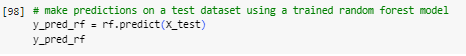 [98] # make predictions on a test dataset using a trained random forest model
y_pred_rf = rf.predict(X_test)
y_pred_rf